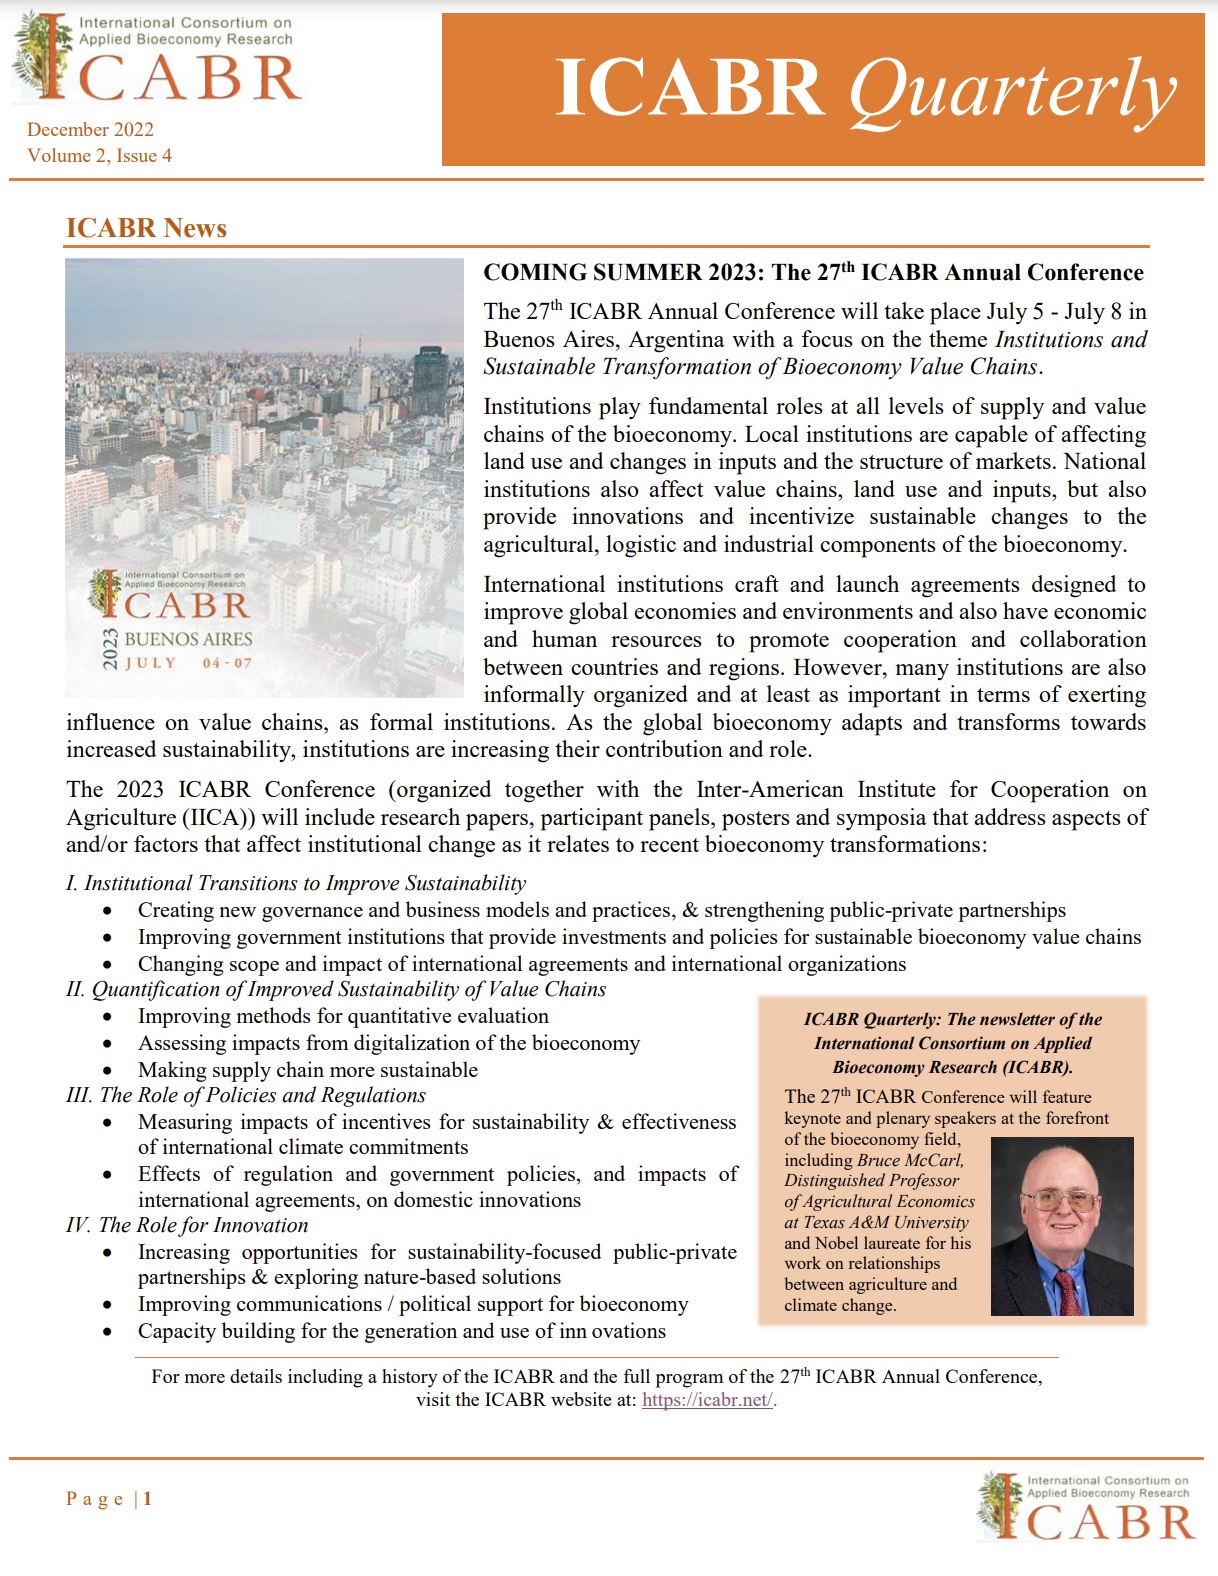 International Consortium on
Applied Bioeconomy Research
ICABR
December 2022
Volume 2, Issue 4
ICABR Quarterly
ICABR News
International Consortium on
Applied Bioeconomy Research
ICABR
2023
BUENOS AIRES
JULY 04-07
COMING SUMMER 2023: The 27th ICABR Annual Conference
The 27th ICABR Annual Conference will take place July 5 - July 8 in
Buenos Aires, Argentina with a focus on the theme Institutions and
Sustainable Transformation of Bioeconomy Value Chains.
Institutions play fundamental roles at all levels of supply and value
chains of the bioeconomy. Local institutions are capable of affecting
land use and changes in inputs and the structure of markets. National
institutions also affect value chains, land use and inputs, but also
provide innovations and incentivize sustainable changes to the
agricultural, logistic and industrial components of the bioeconomy.
International institutions craft and launch agreements designed to
improve global economies and environments and also have economic
and human resources to promote cooperation and collaboration
between countries and regions. However, many institutions are also
informally organized and at least as important in terms of exerting
influence on value chains, as formal institutions. As the global bioeconomy adapts and transforms towards
increased sustainability, institutions are increasing their contribution and role.
The 2023 ICABR Conference (organized together with the Inter-American Institute for Cooperation on
Agriculture (IICA)) will include research papers, participant panels, posters and symposia that address aspects of
and/or factors that affect institutional change as it relates to recent bioeconomy transformations:
I. Institutional Transitions to Improve Sustainability
• Creating new governance and business models and practices, & strengthening public-private partnerships
• Improving government institutions that provide investments and policies for sustainable bioeconomy value chains
• Changing scope and impact of international agreements and international organizations
II. Quantification of Improved Sustainability of Value Chains
• Improving methods for quantitative evaluation
• Assessing impacts from digitalization of the bioeconomy
• Making supply chain more sustainable
III. The Role of Policies and Regulations
• Measuring impacts of incentives for sustainability & effectiveness
of international climate commitments
• Effects of regulation and government policies, and impacts of
international agreements, on domestic innovations
IV. The Role for Innovation
• Increasing opportunities for sustainability-focused public-private
partnerships & exploring nature-based solutions
• Improving communications / political support for bioeconomy
• Capacity building for the generation and use of inn ovations
ICABR Quarterly: The newsletter of the
International Consortium on Applied
Bioeconomy Research (ICABR).
The 27th ICABR Conference will feature
keynote and plenary speakers at the forefront
of the bioeconomy field,
including Bruce McCarl,
Distinguished Professor
of Agricultural Economics
at Texas A&M University
and Nobel laureate for his
work on relationships
between agriculture and
climate change.
For more details including a history of the ICABR and the full program of the 27th ICABR Annual Conference,
visit the ICABR website at: https://icabr.net/.
Page | 1
International Consortium on
Applied Bioeconomy Research
ICABR